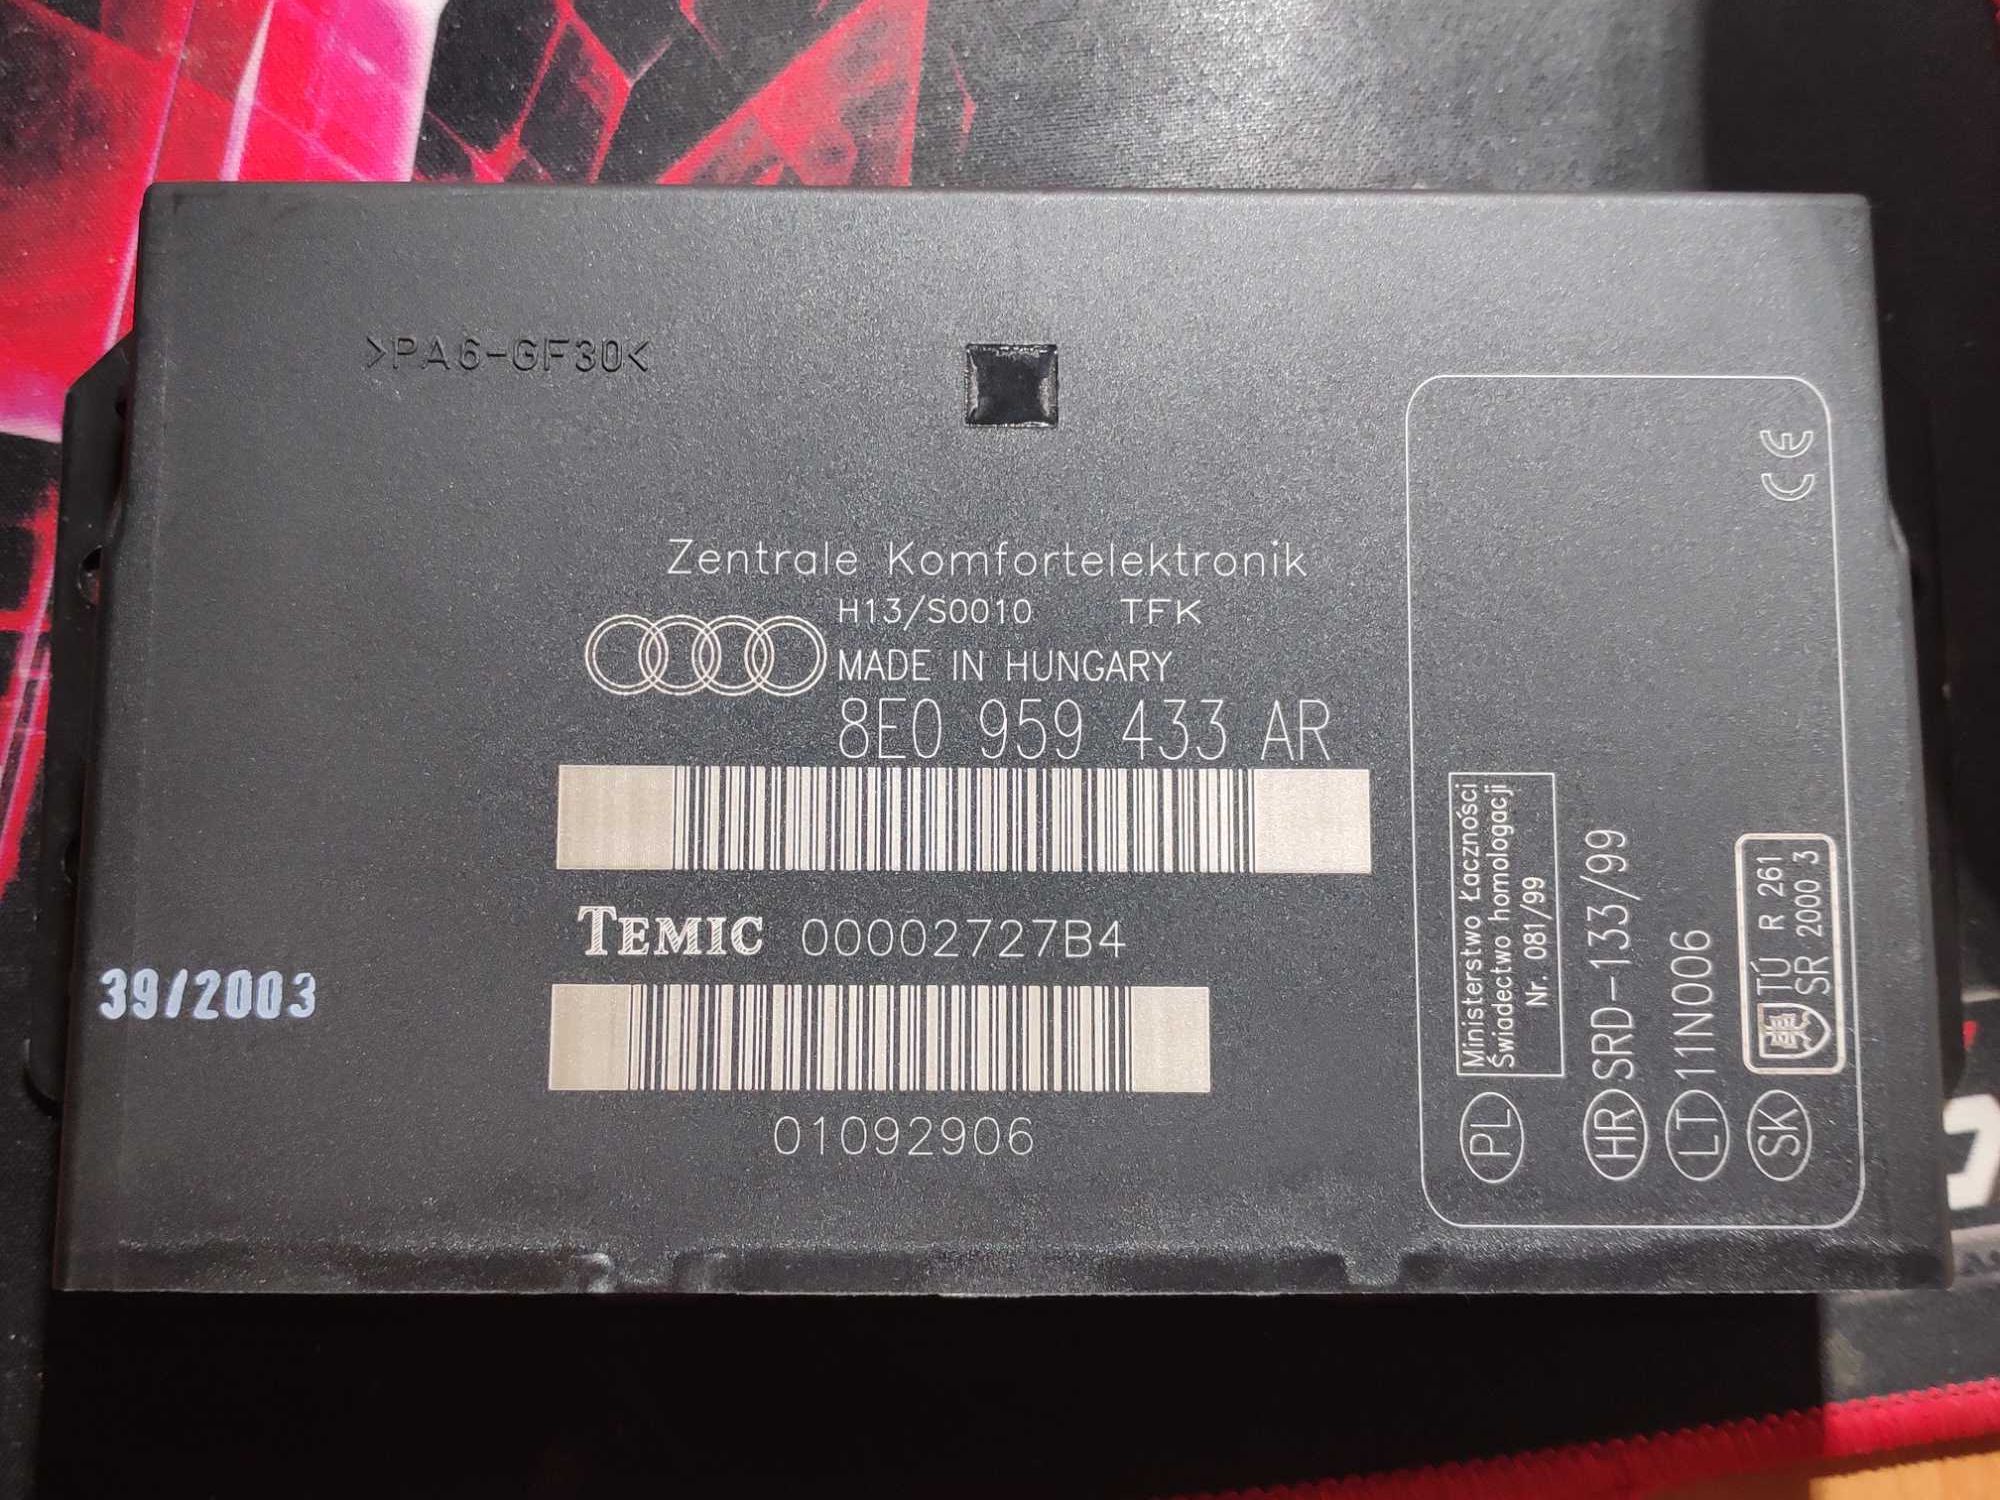 >PA6-GF30<
Zentrale Komfortelektronik
H13/S0010 TFK
MADE IN HUNGARY
8E0 959 433 AR
TEMIC 00002727B4
01092906
39/2003
CE
PL Ministerstwo Łączności
Świadectwo homologacji
Nr. 081/99
HR SRD-133/99
LT 11N006
SK TÚ R 261
SR 2000 3